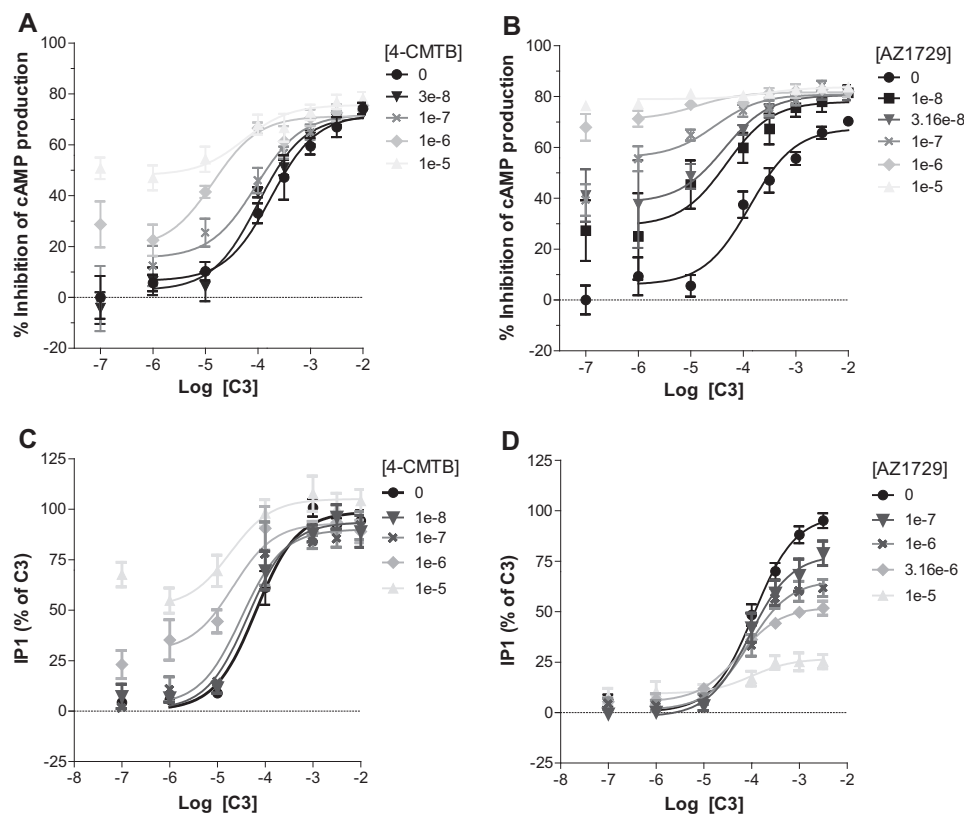 A
[4-CMTB]
0
3e-8
1e-7
1e-6
1e-5
% Inhibition of cAMP production
100
80
60
40
20
0
-20
-7 -6 -5 -4 -3 -2
Log [C3]
B
[AZ1729]
0
1e-8
3.16e-8
1e-7
1e-6
1e-5
% Inhibition of cAMP production
100
80
60
40
20
0
-20
-7 -6 -5 -4 -3 -2
Log [C3]
C
[4-CMTB]
0
1e-8
1e-7
1e-6
1e-5
IP1 (% of C3)
125
100
75
50
25
0
-25
-8 -7 -6 -5 -4 -3 -2
Log [C3]
D
[AZ1729]
0
1e-7
1e-6
3.16e-6
1e-5
IP1 (% of C3)
125
100
75
50
25
0
-25
-8 -7 -6 -5 -4 -3 -2
Log [C3]